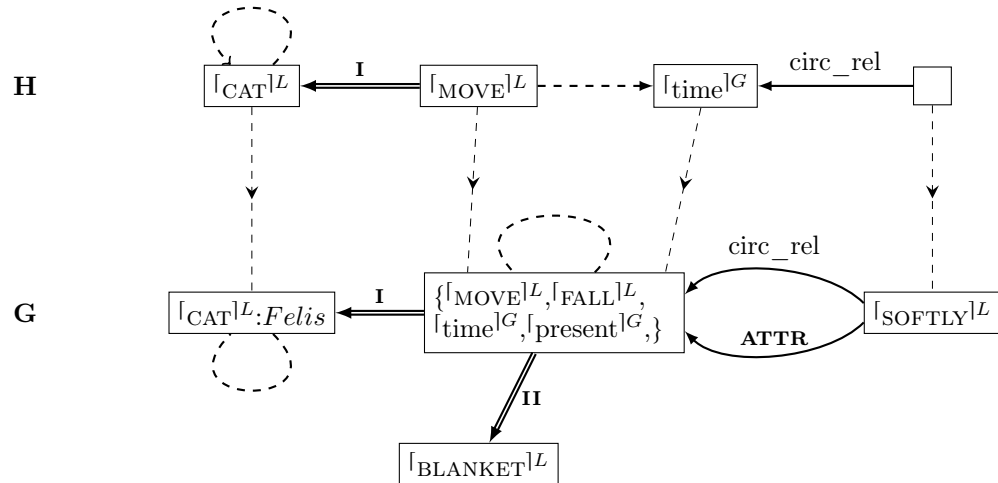 circ_rel
H
I
⌈CAT⌉L
⌈MOVE⌉L
⌈time⌉G
circ_rel
G
I
⌈CAT⌉L:Felis
{⌈MOVE⌉L,⌈FALL⌉L,
⌈time⌉G,⌈present⌉G,}
ATTR
⌈SOFTLY⌉L
II
⌈BLANKET⌉L